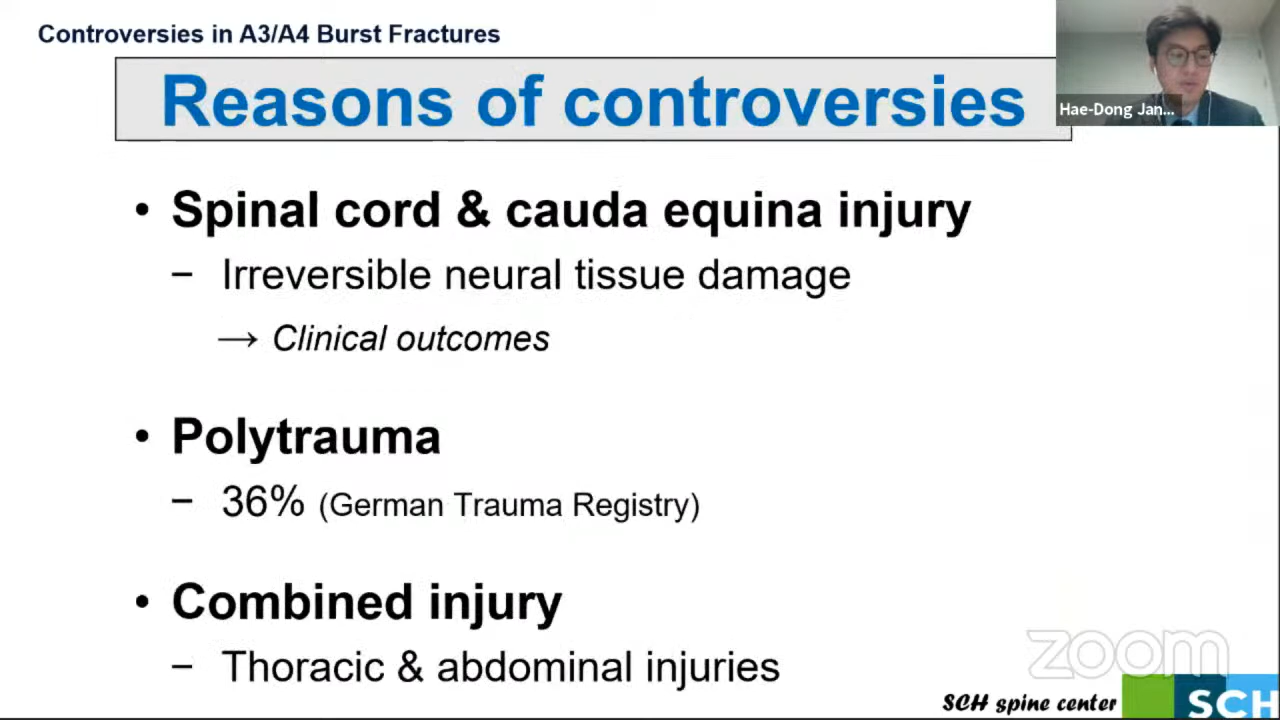 Controversies in A3/A4 Burst Fractures
Reasons of controversies
Hae-Dong Jan...
• Spinal cord & cauda equina injury
− Irreversible neural tissue damage
→ Clinical outcomes
• Polytrauma
− 36% (German Trauma Registry)
• Combined injury
− Thoracic & abdominal injuries
zoom
SCH spine center
SCH